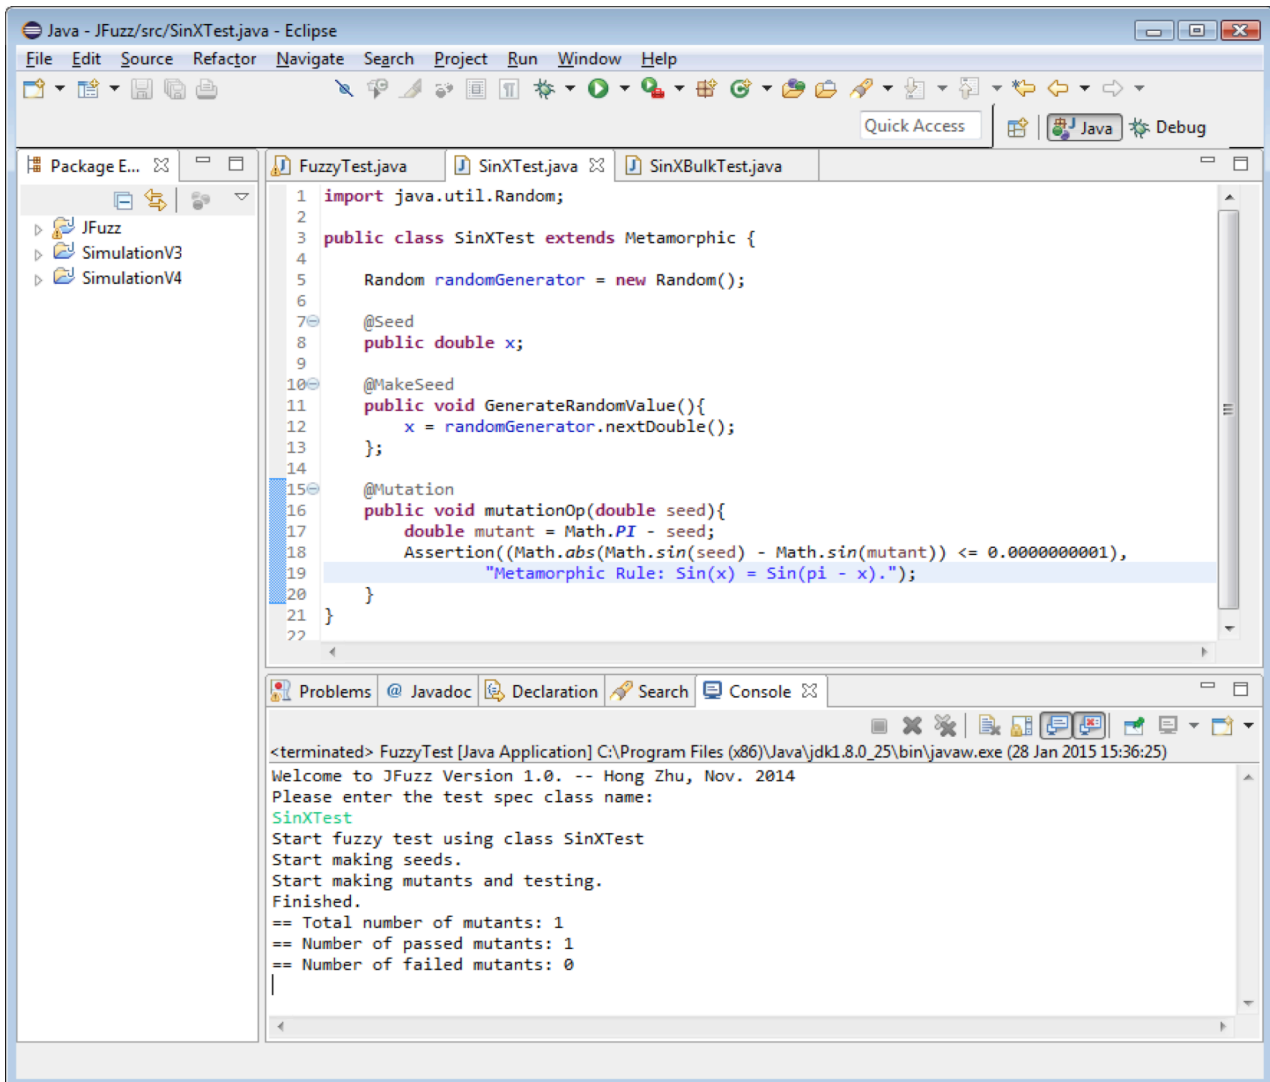 Java - JFuzz/src/SinXTest.java - Eclipse
File Edit Source Refactor Navigate Search Project Run Window Help
Quick Access Java Debug
Package E...
FuzzyTest.java SinXTest.java SinXBulkTest.java
JFuzz
SimulationV3
SimulationV4
1 import java.util.Random;
2
3 public class SinXTest extends Metamorphic {
4
5 Random randomGenerator = new Random();
6
7 @Seed
8 public double x;
9
10 @MakeSeed
11 public void GenerateRandomValue(){
12 x = randomGenerator.nextDouble();
13 };
14
15 @Mutation
16 public void mutationOp(double seed){
17 double mutant = Math.PI - seed;
18 Assertion((Math.abs(Math.sin(seed) - Math.sin(mutant)) <= 0.0000000001),
19 "Metamorphic Rule: Sin(x) = Sin(pi - x).");
20 }
21 }
22
Problems @ Javadoc Declaration Search Console
<terminated> FuzzyTest [Java Application] C:\Program Files (x86)\Java\jdk1.8.0_25\bin\javaw.exe (28 Jan 2015 15:36:25)
Welcome to JFuzz Version 1.0. -- Hong Zhu, Nov. 2014
Please enter the test spec class name:
SinXTest
Start fuzzy test using class SinXTest
Start making seeds.
Start making mutants and testing.
Finished.
== Total number of mutants: 1
== Number of passed mutants: 1
== Number of failed mutants: 0